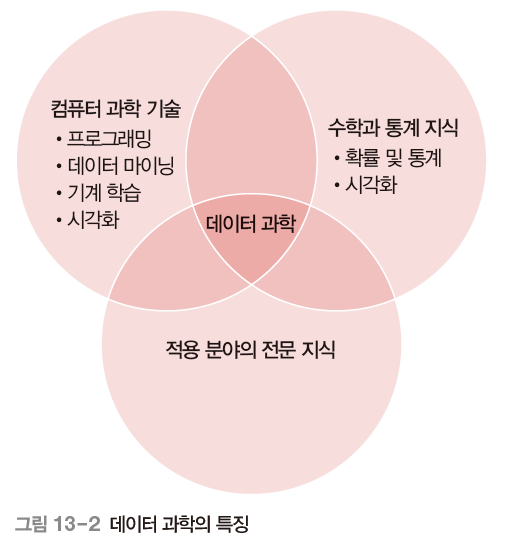 컴퓨터 과학 기술
• 프로그래밍
• 데이터 마이닝
• 기계 학습
• 시각화
수학과 통계 지식
• 확률 및 통계
• 시각화
데이터 과학
적용 분야의 전문 지식
그림 13-2 데이터 과학의 특징